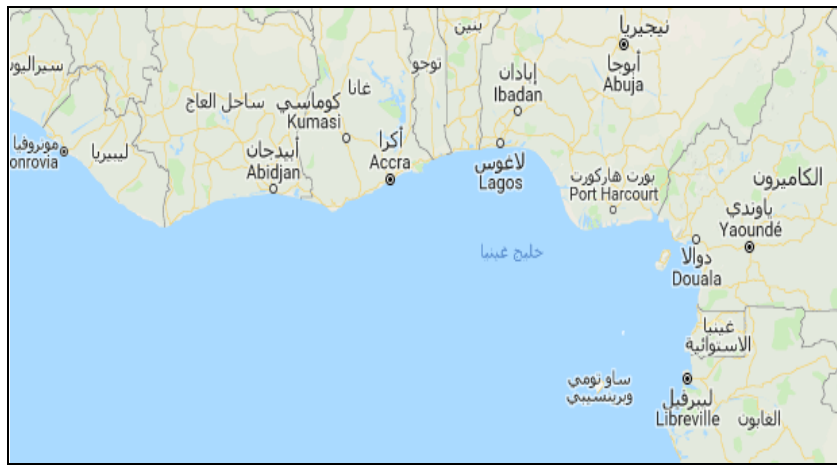 نيجيريا
بنين
سيراليون
توجو
أبوجا
Abuja
إبادان
Ibadan
غانا
ساحل العاج
كوماسي
Kumasi
مونروفيا
onrovia
ليبيريا
أبيدجان
Abidjan
أكرا
Accra
لاغوس
Lagos
بورت هاركورت
Port Harcourt
الكاميرون
ياوندي
Yaoundé
خليج غينيا
دوالا
Douala
غينيا
الاستوائية
ساو تومي
وبرينسيبي
ليبرفيل
Libreville
الغابون